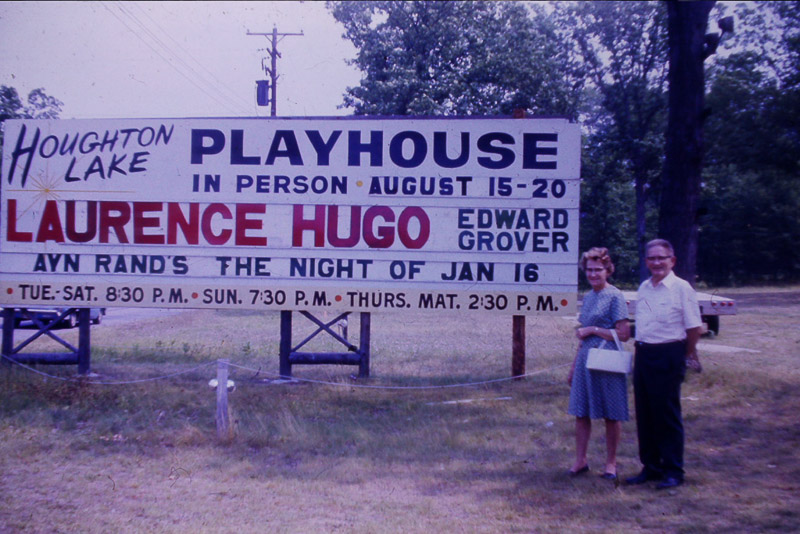 HOUGHTON LAKE PLAYHOUSE
IN PERSON • AUGUST 15-20
LAURENCE HUGO EDWARD GROVER
AYN RAND'S THE NIGHT OF JAN 16
• TUE.-SAT. 8:30 P.M. • SUN. 7:30 P.M. • THURS. MAT. 2:30 P.M. •